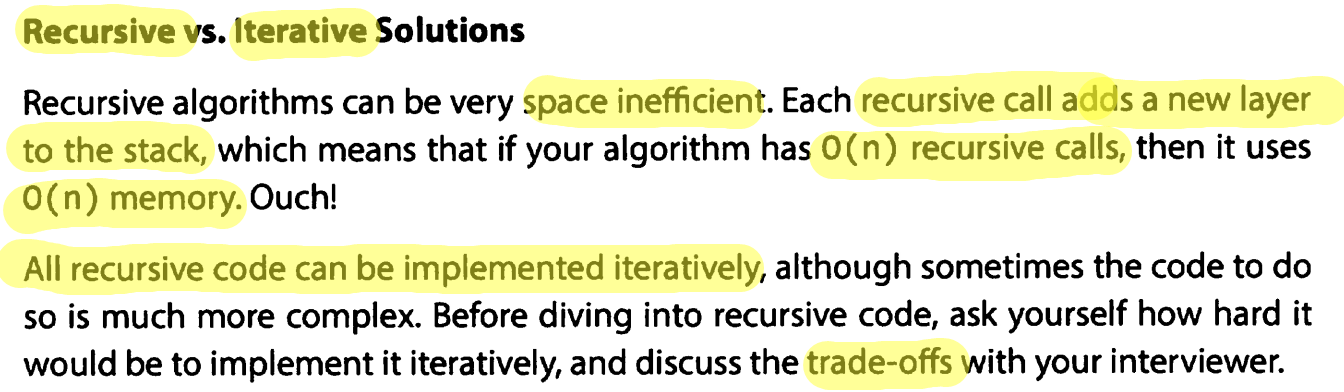 Recursive vs. Iterative Solutions
Recursive algorithms can be very space inefficient. Each recursive call adds a new layer
to the stack, which means that if your algorithm has O(n) recursive calls, then it uses
O(n) memory. Ouch!
All recursive code can be implemented iteratively, although sometimes the code to do
so is much more complex. Before diving into recursive code, ask yourself how hard it
would be to implement it iteratively, and discuss the trade-offs with your interviewer.